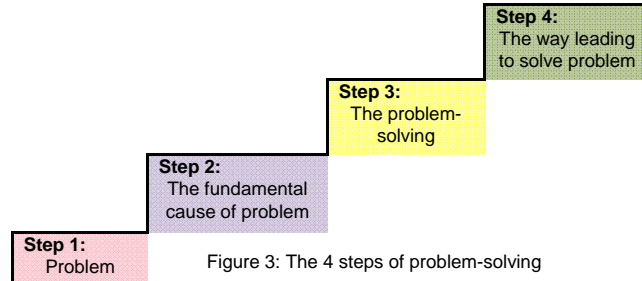 Step 4:
The way leading
to solve problem
Step 3:
The problem-
solving
Step 2:
The fundamental
cause of problem
Step 1:
Problem
Figure 3: The 4 steps of problem-solving